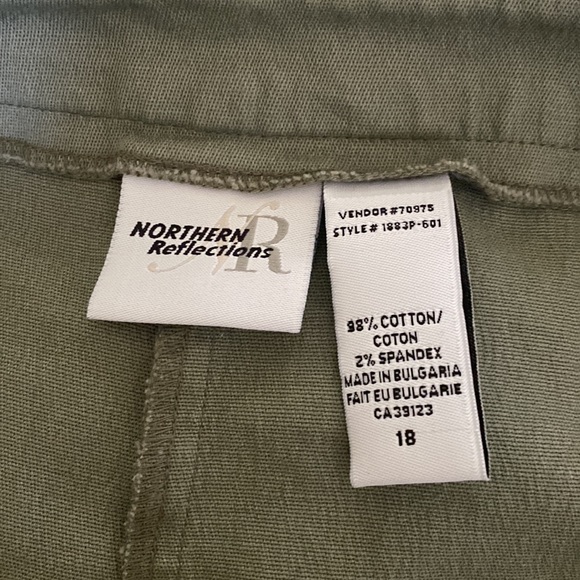 NORTHERN
Reflections
NR
VENDOR #70975
STYLE # 1883P-601
98% COTTON/
COTON
2% SPANDEX
MADE IN BULGARIA
FAIT EU BULGARIE
CA39123
18